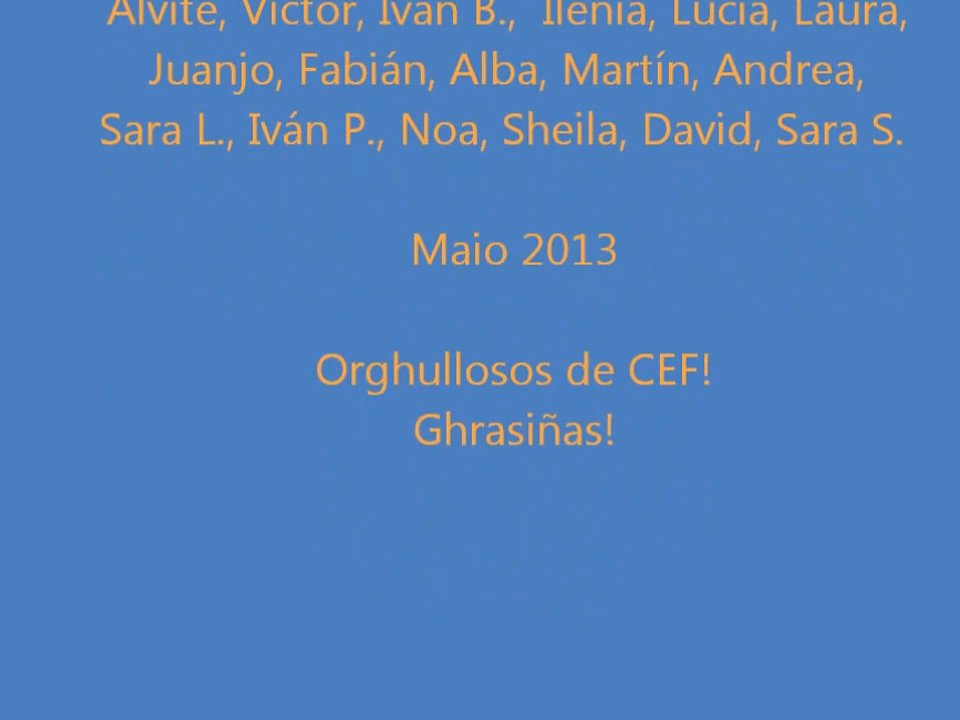 Alvite, Víctor, Iván B., Ilenia, Lucía, Laura,
Juanjo, Fabián, Alba, Martín, Andrea,
Sara L., Iván P., Noa, Sheila, David, Sara S.
Maio 2013
Orghullosos de CEF!
Ghrasiñas!